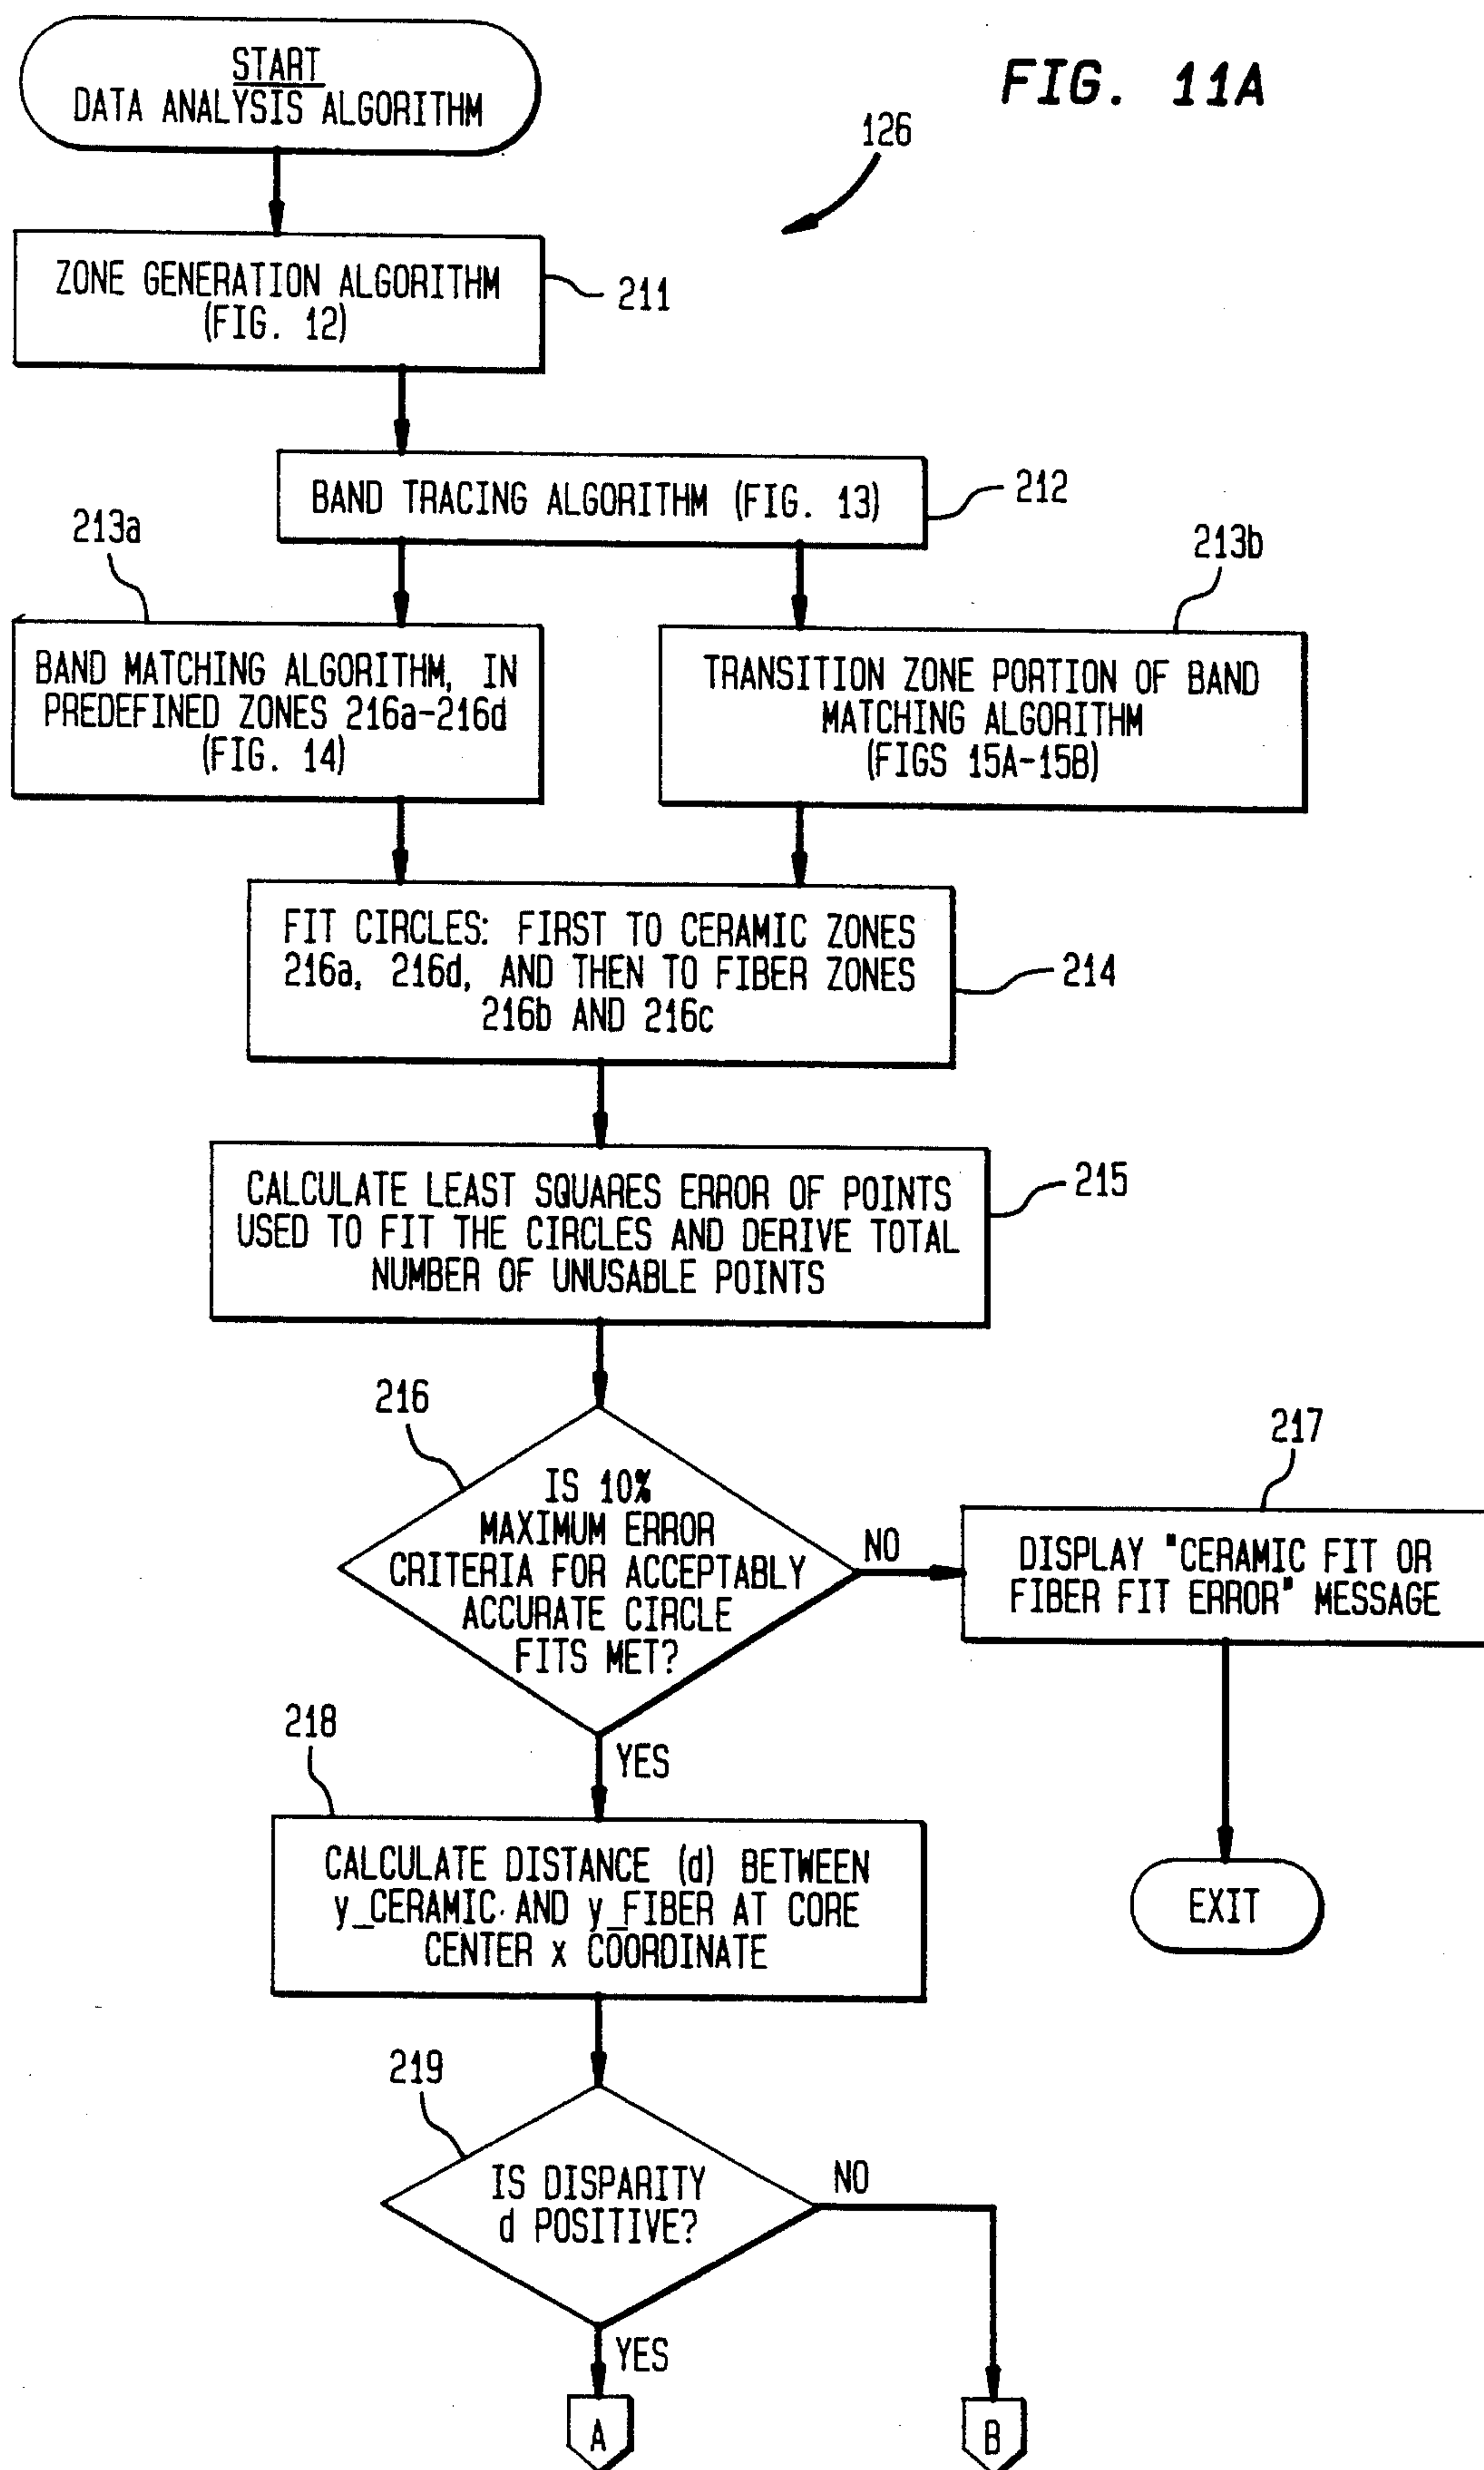 FIG. 11A
START
DATA ANALYSIS ALGORITHM
126
ZONE GENERATION ALGORITHM
(FIG. 12)
211
BAND TRACING ALGORITHM (FIG. 13)
212
213a
213b
BAND MATCHING ALGORITHM, IN
PREDEFINED ZONES 216a-216d
(FIG. 14)
TRANSITION ZONE PORTION OF BAND
MATCHING ALGORITHM
(FIGS 15A-15B)
FIT CIRCLES: FIRST TO CERAMIC ZONES
216a, 216d, AND THEN TO FIBER ZONES
216b AND 216c
214
CALCULATE LEAST SQUARES ERROR OF POINTS
USED TO FIT THE CIRCLES AND DERIVE TOTAL
NUMBER OF UNUSABLE POINTS
215
216
IS 10%
MAXIMUM ERROR
CRITERIA FOR ACCEPTABLY
ACCURATE CIRCLE
FITS MET?
NO
217
DISPLAY "CERAMIC FIT OR
FIBER FIT ERROR" MESSAGE
YES
218
CALCULATE DISTANCE (d) BETWEEN
y_CERAMIC AND y_FIBER AT CORE
CENTER x COORDINATE
EXIT
219
IS DISPARITY
d POSITIVE?
NO
YES
A
B